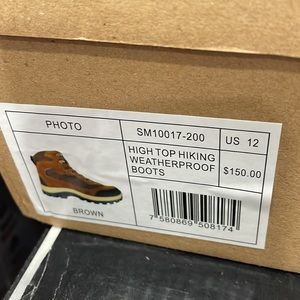 PHOTO
SM10017-200
US 12
HIGH TOP HIKING
WEATHERPROOF
BOOTS
$150.00
BROWN
7 580869 508174